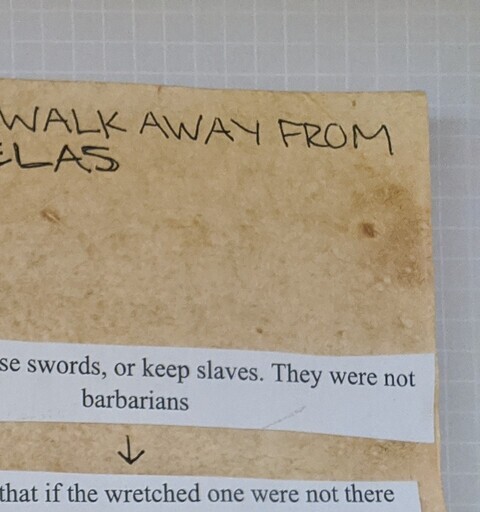 WALK AWAY FROM
ELAS
se swords, or keep slaves. They were not
barbarians
↓
that if the wretched one were not there